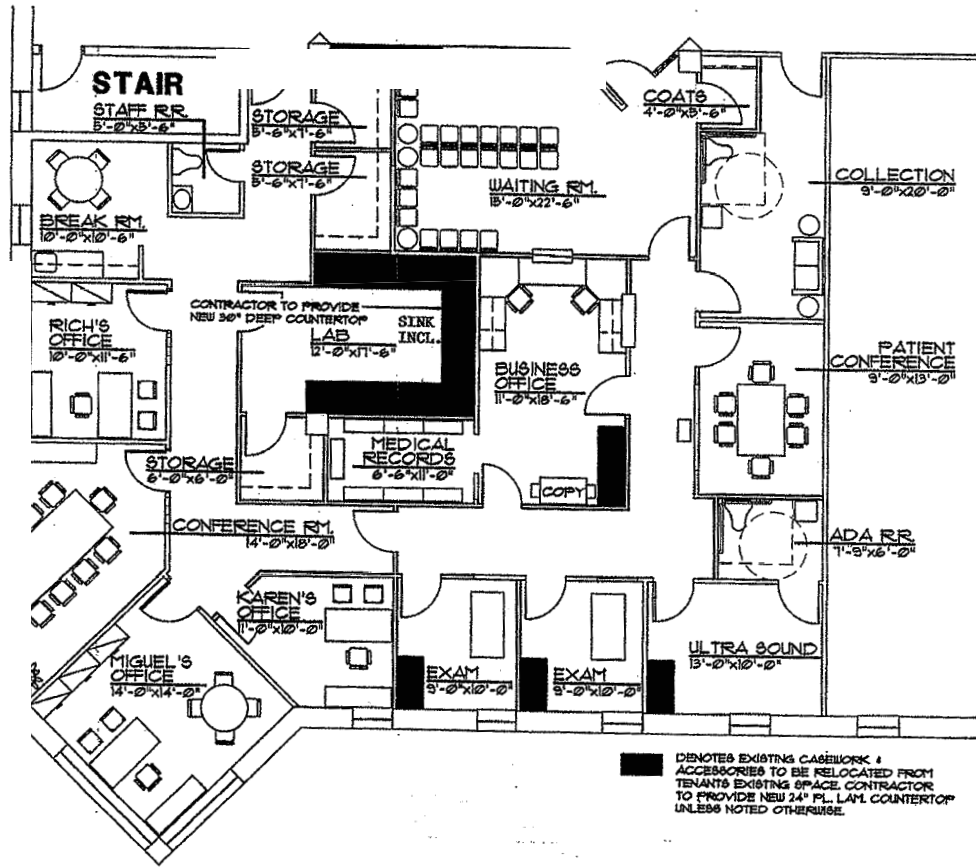 STAIR
STAFF R.R.
5'-0"x5'-6"
STORAGE
5'-6"x7'-6"
STORAGE
5'-6"x7'-6"
COATS
4'-0"x5'-6"
WAITING RM.
15'-0"x22'-6"
COLLECTION
9'-0"x20'-0"
BREAK RM.
10'-0"x10'-6"
CONTRACTOR TO PROVIDE
NEW 30" DEEP COUNTERTOP
LAB
12'-0"x17'-6"
SINK
INCL.
RICH'S
OFFICE
10'-0"x11'-6"
BUSINESS
OFFICE
11'-0"x18'-6"
PATIENT
CONFERENCE
9'-0"x13'-0"
MEDICAL
RECORDS
6'-6"x11'-0"
STORAGE
6'-0"x6'-0"
COPY
CONFERENCE RM.
14'-0"x18'-0"
ADA R.R.
7'-9"x6'-0"
KAREN'S
OFFICE
11'-0"x10'-0"
MIGUEL'S
OFFICE
14'-0"x14'-0"
EXAM
9'-0"x10'-0"
EXAM
9'-0"x10'-0"
ULTRA SOUND
13'-0"x10'-0"
DENOTES EXISTING CASEWORK &
ACCESSORIES TO BE RELOCATED FROM
TENANTS EXISTING SPACE. CONTRACTOR
TO PROVIDE NEW 24" PL. LAM. COUNTERTOP
UNLESS NOTED OTHERWISE.